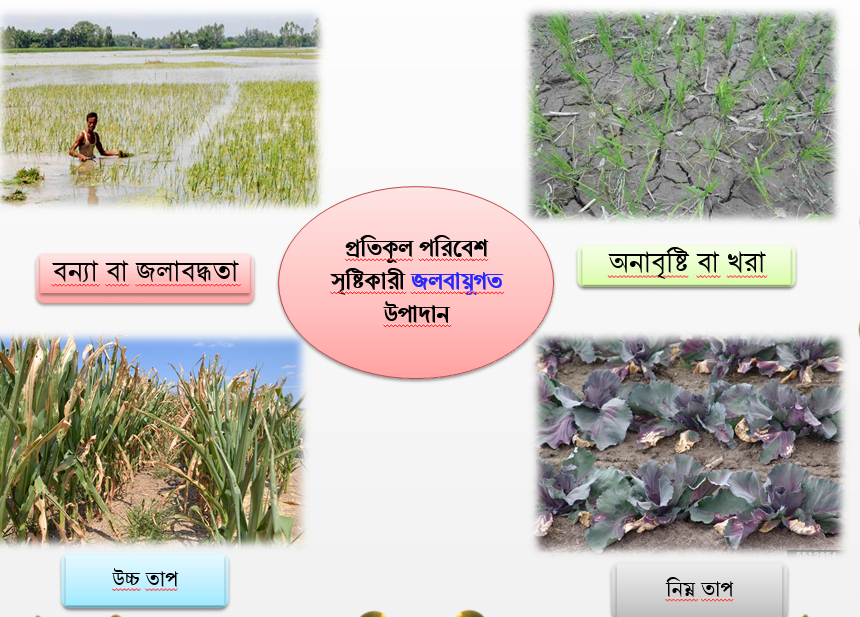 প্রতিকূল পরিবেশ
সৃষ্টিকারী জলবায়ুগত
উপাদান
বন্যা বা জলাবদ্ধতা
অনাবৃষ্টি বা খরা
উচ্চ তাপ
নিম্ন তাপ